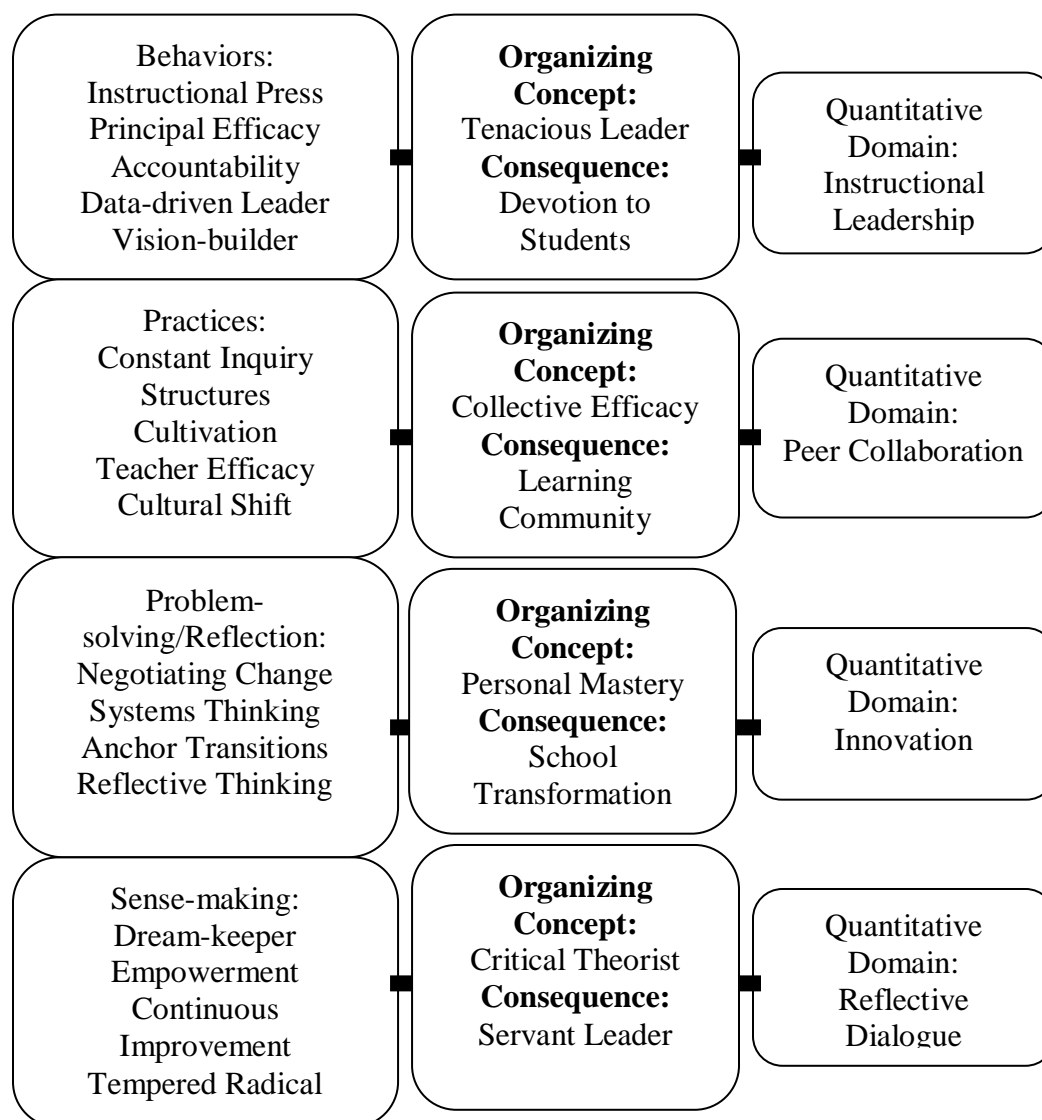 Behaviors:
Instructional Press
Principal Efficacy
Accountability
Data-driven Leader
Vision-builder
Organizing
Concept:
Tenacious Leader
Consequence:
Devotion to
Students
Quantitative
Domain:
Instructional
Leadership
Practices:
Constant Inquiry
Structures
Cultivation
Teacher Efficacy
Cultural Shift
Organizing
Concept:
Collective Efficacy
Consequence:
Learning
Community
Quantitative
Domain:
Peer Collaboration
Problem-
solving/Reflection:
Negotiating Change
Systems Thinking
Anchor Transitions
Reflective Thinking
Organizing
Concept:
Personal Mastery
Consequence:
School
Transformation
Quantitative
Domain:
Innovation
Sense-making:
Dream-keeper
Empowerment
Continuous
Improvement
Tempered Radical
Organizing
Concept:
Critical Theorist
Consequence:
Servant Leader
Quantitative
Domain:
Reflective
Dialogue